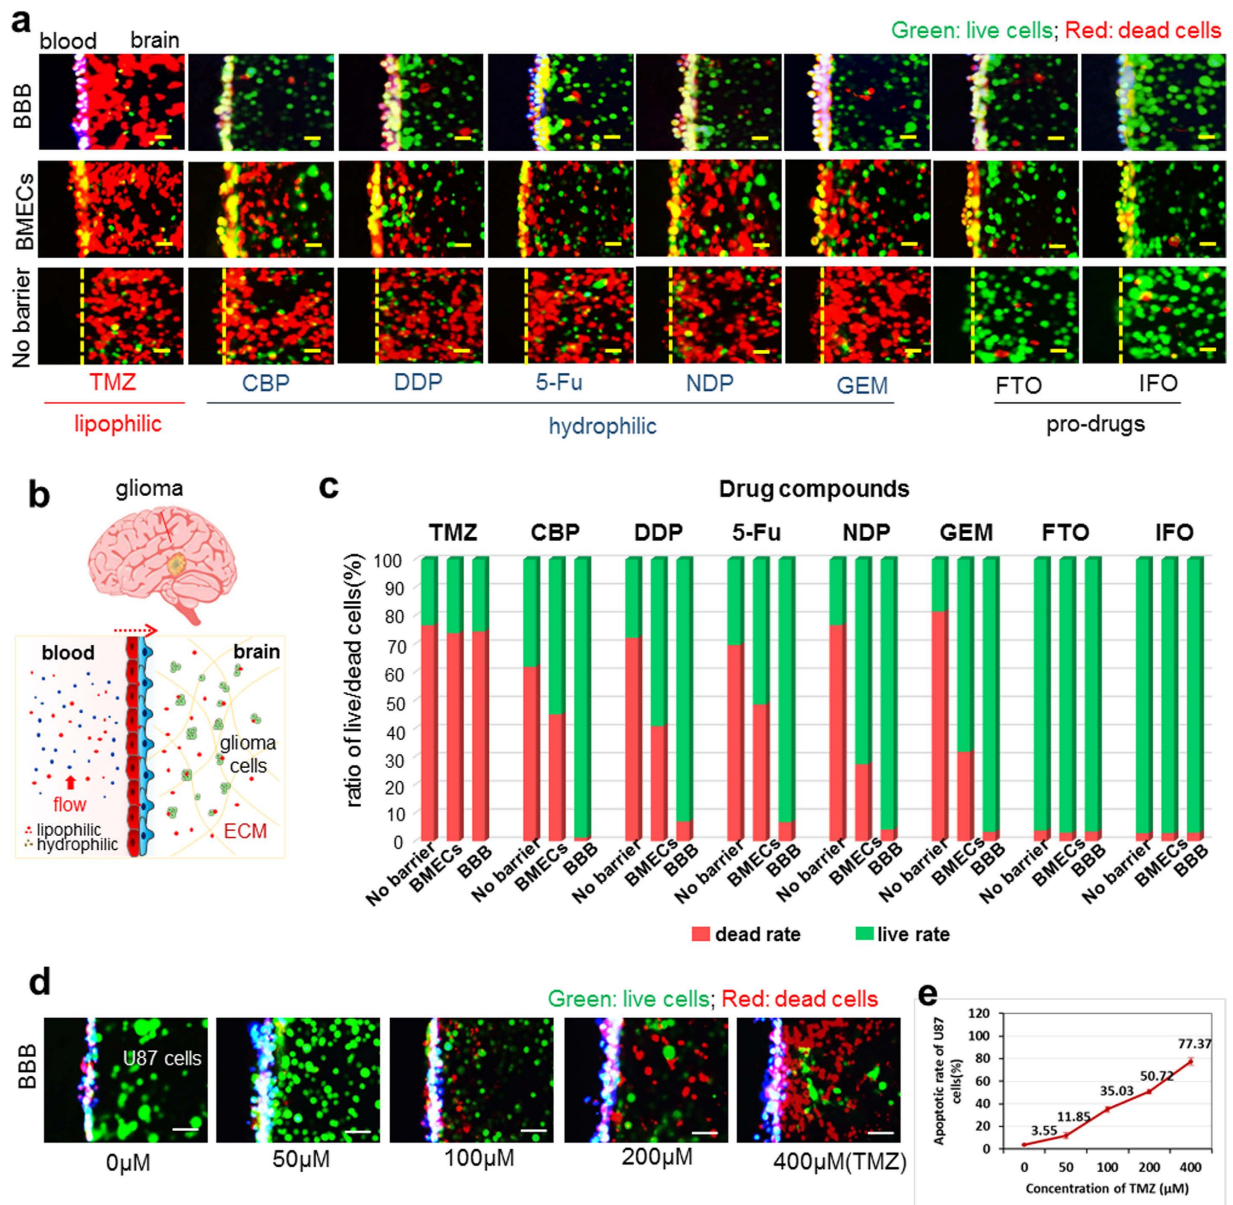 a
Green: live cells; Red: dead cells
blood brain
BBB
BMECs
No barrier
TMZ CBP DDP 5-Fu NDP GEM FTO IFO
lipophilic hydrophilic pro-drugs
b
glioma
blood brain
glioma
cells
flow
ECM
lipophilic
hydrophilic
c
Drug compounds
TMZ CBP DDP 5-Fu NDP GEM FTO IFO
ratio of live/dead cells(%)
100
90
80
70
60
50
40
30
20
10
0
No barrier BMECs BBB No barrier BMECs BBB No barrier BMECs BBB No barrier BMECs BBB No barrier BMECs BBB No barrier BMECs BBB No barrier BMECs BBB No barrier BMECs BBB
dead rate live rate
d
Green: live cells; Red: dead cells
BBB
U87 cells
0μM 50μM 100μM 200μM 400μM(TMZ)
e
Apoptotic rate of U87
cells(%)
120
100
80
60
40
20
0
3.55 11.85 35.03 50.72 77.37
0 50 100 200 400
Concentration of TMZ (μM)